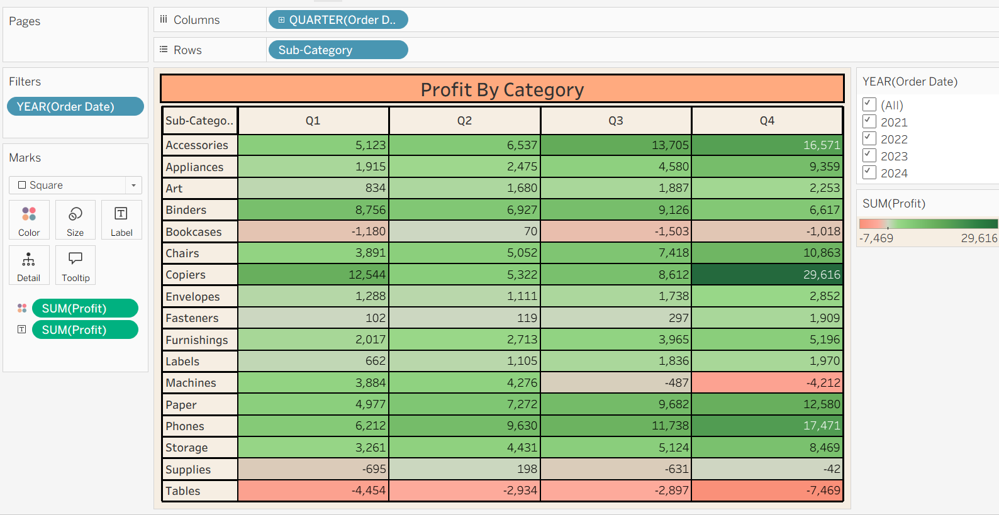 Pages
Columns
QUARTER(Order D..
Rows
Sub-Category
Filters
YEAR(Order Date)
Marks
Square
Color
Size
T
Label
Detail
Tooltip
SUM(Profit)
T
SUM(Profit)
Profit By Category
Sub-Catego.. Q1 Q2 Q3 Q4
Accessories 5,123 6,537 13,705 16,571
Appliances 1,915 2,475 4,580 9,359
Art 834 1,680 1,887 2,253
Binders 8,756 6,927 9,126 6,617
Bookcases -1,180 70 -1,503 -1,018
Chairs 3,891 5,052 7,418 10,863
Copiers 12,544 5,322 8,612 29,616
Envelopes 1,288 1,111 1,738 2,852
Fasteners 102 119 297 1,909
Furnishings 2,017 2,713 3,965 5,196
Labels 662 1,105 1,836 1,970
Machines 3,884 4,276 -487 -4,212
Paper 4,977 7,272 9,682 12,580
Phones 6,212 9,630 11,738 17,471
Storage 3,261 4,431 5,124 8,469
Supplies -695 198 -631 -42
Tables -4,454 -2,934 -2,897 -7,469
YEAR(Order Date)
(All)
2021
2022
2023
2024
SUM(Profit)
-7,469 29,616